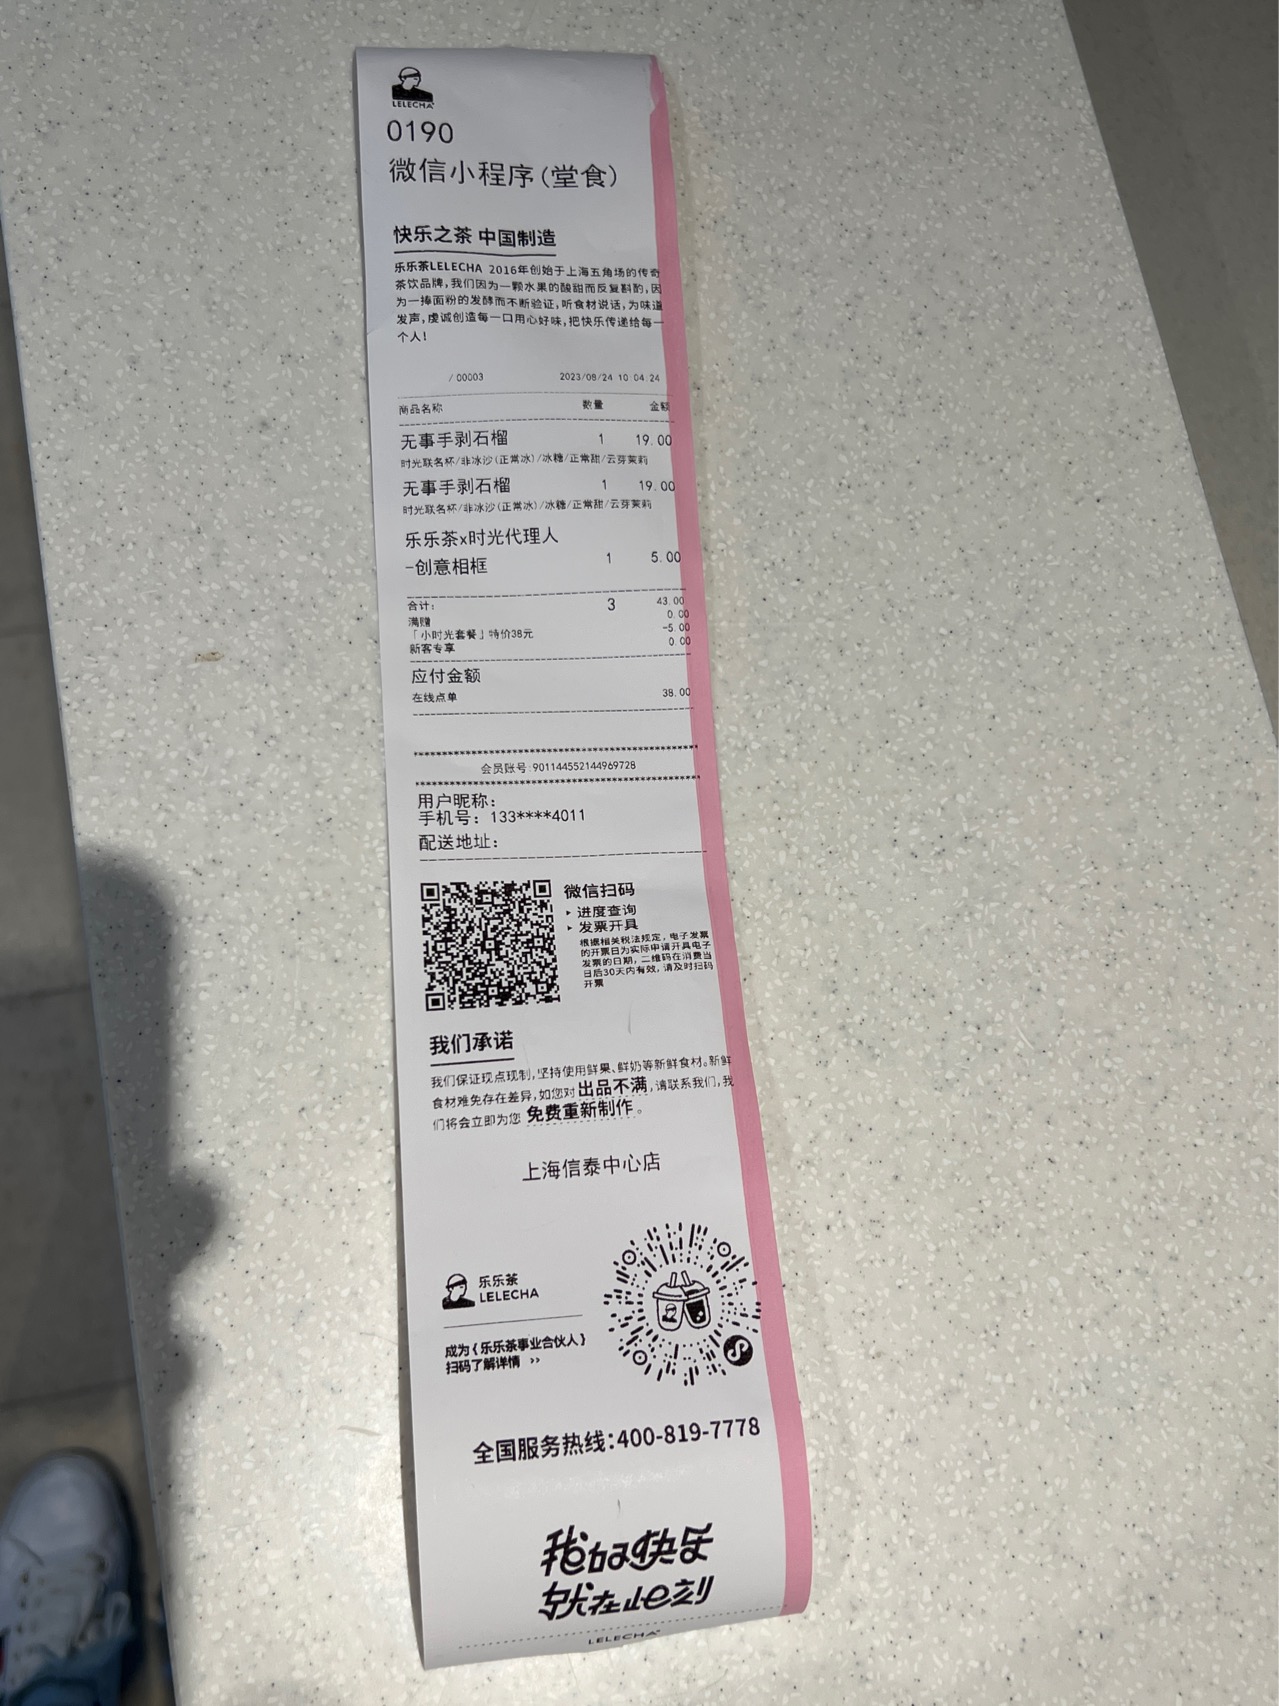 LELECHA
0190
微信小程序(堂食)
快乐之茶 中国制造
乐乐茶LELECHA 2016年创始于上海五角场的传奇
茶饮品牌,我们因为一颗水果的酸甜而反复斟酌,因
为一捧面粉的发酵而不断验证,听食材说话,为味道
发声,虔诚创造每一口用心好味,把快乐传递给每一
个人!
/ 00003 2023/08/24 10:04:24
商品名称 数量 金额
无事手剥石榴 1 19.00
时光联名杯/非冰沙(正常冰)/冰糖/正常甜/云芽茉莉
无事手剥石榴 1 19.00
时光联名杯/非冰沙(正常冰)/冰糖/正常甜/云芽茉莉
乐乐茶x时光代理人
-创意相框 1 5.00
合计: 3 43.00
满赠 0.00
「小时光套餐」特价38元 -5.00
新客专享 0.00
应付金额
在线点单 38.00
************************************************
会员账号:901144552144969728
************************************************
用户昵称:
手机号: 133****4011
配送地址:
微信扫码
▸ 进度查询
▸ 发票开具
根据相关税法规定,电子发票
的开票日为实际申请开具电子
发票的日期,二维码在消费当
日后30天内有效,请及时扫码
开票
我们承诺
我们保证现点现制,坚持使用鲜果、鲜奶等新鲜食材。新鲜
食材难免存在差异,如您对出品不满,请联系我们,我
们将会立即为您 免费重新制作。
上海信泰中心店
乐乐茶
LELECHA
成为{乐乐茶事业合伙人}
扫码了解详情 >>
全国服务热线:400-819-7778
我的快乐
就在此刻
LELECHA